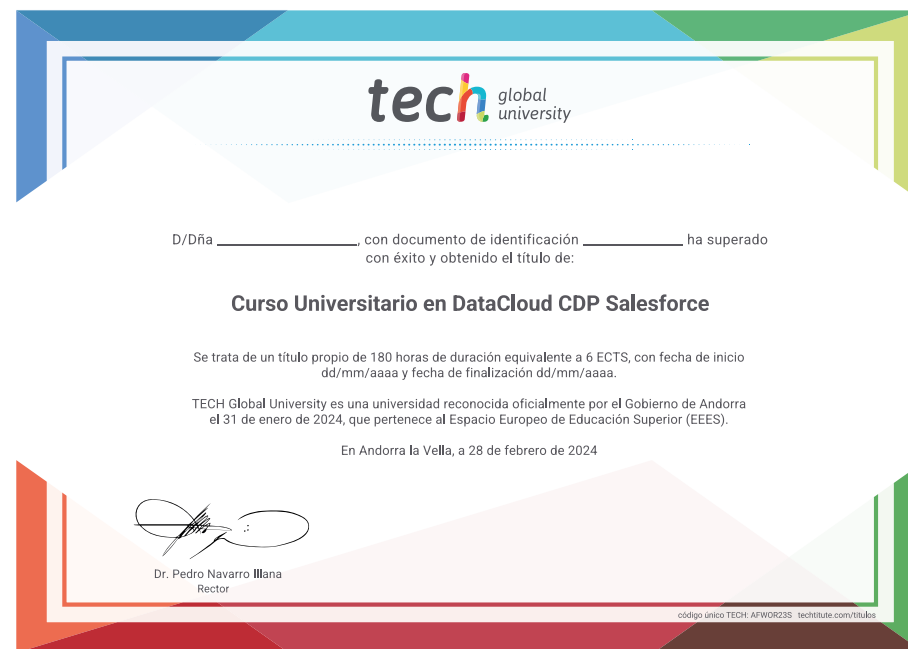 tech global university
D/Dña ____________, con documento de identificación ____________ ha superado
con éxito y obtenido el título de:
Curso Universitario en DataCloud CDP Salesforce
Se trata de un título propio de 180 horas de duración equivalente a 6 ECTS, con fecha de inicio
dd/mm/aaaa y fecha de finalización dd/mm/aaaa.
TECH Global University es una universidad reconocida oficialmente por el Gobierno de Andorra
el 31 de enero de 2024, que pertenece al Espacio Europeo de Educación Superior (EEES).
En Andorra la Vella, a 28 de febrero de 2024
Dr. Pedro Navarro Illana
Rector
código único TECH: AFWOR23S techtitute.com/titulos